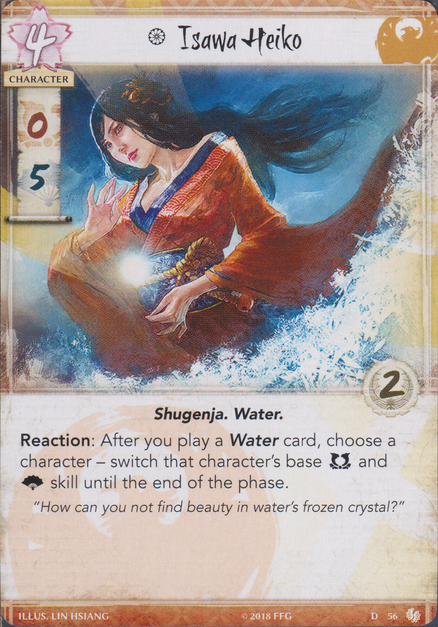 4
Isawa Heiko
CHARACTER
0
5
2
Shugenja. Water.
Reaction: After you play a Water card, choose a
character – switch that character's base and
skill until the end of the phase.
"How can you not find beauty in water's frozen crystal?"
ILLUS. LIN HSIANG © 2018 FFG D 56